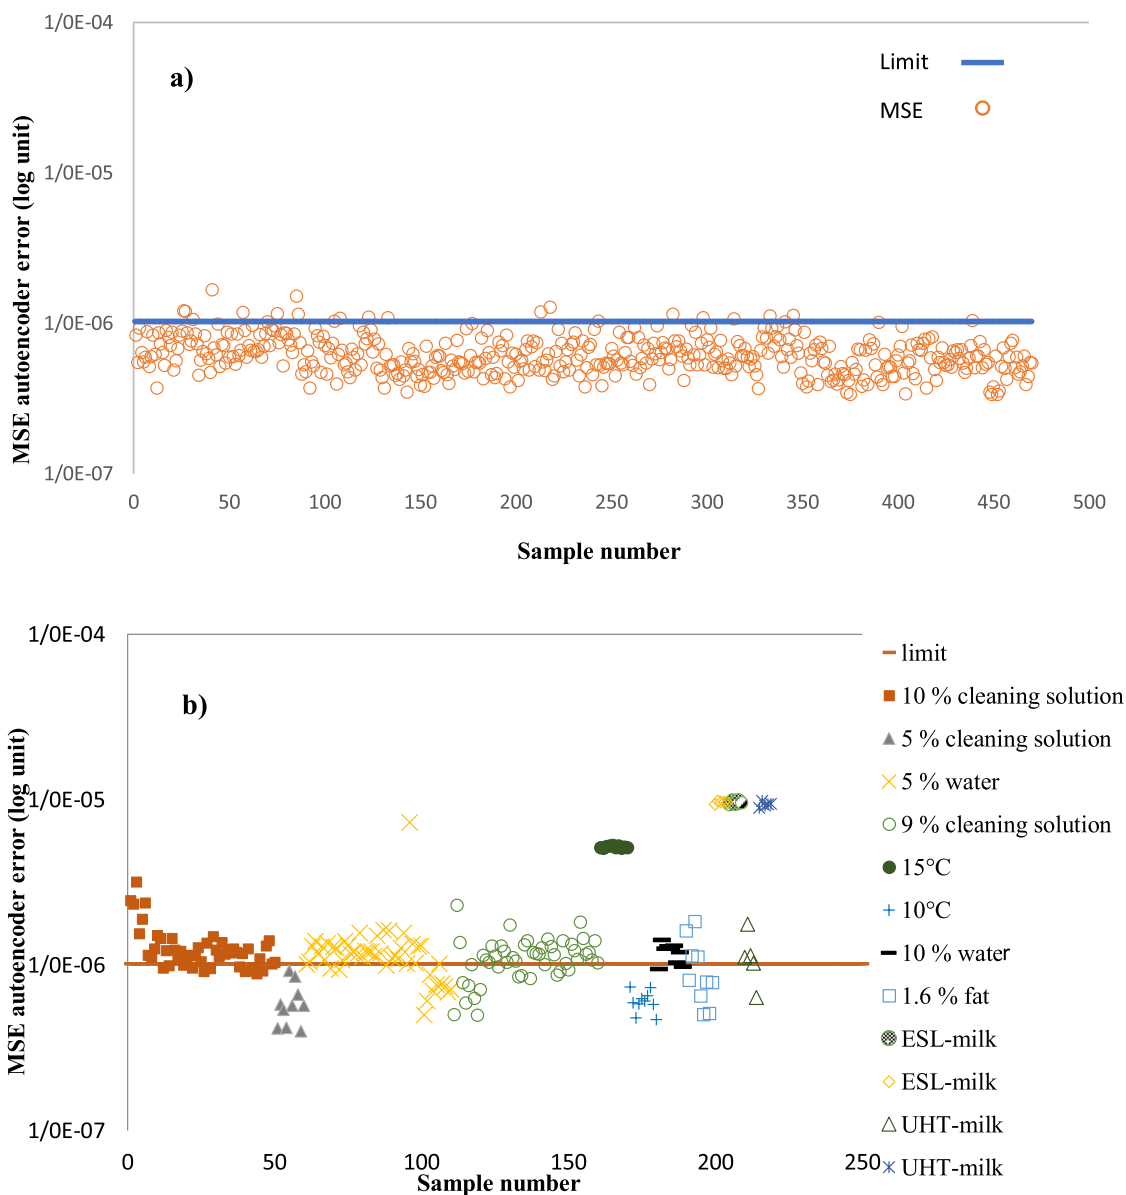 1/0E-04
a)
Limit
MSE
1/0E-05
1/0E-06
1/0E-07
MSE autoencoder error (log unit)
0 50 100 150 200 250 300 350 400 450 500
Sample number
1/0E-04
b)
1/0E-05
1/0E-06
1/0E-07
MSE autoencoder error (log unit)
0 50 100 150 200 250
Sample number
limit
10 % cleaning solution
5 % cleaning solution
5 % water
9 % cleaning solution
15°C
10°C
10 % water
1.6 % fat
ESL-milk
ESL-milk
UHT-milk
UHT-milk